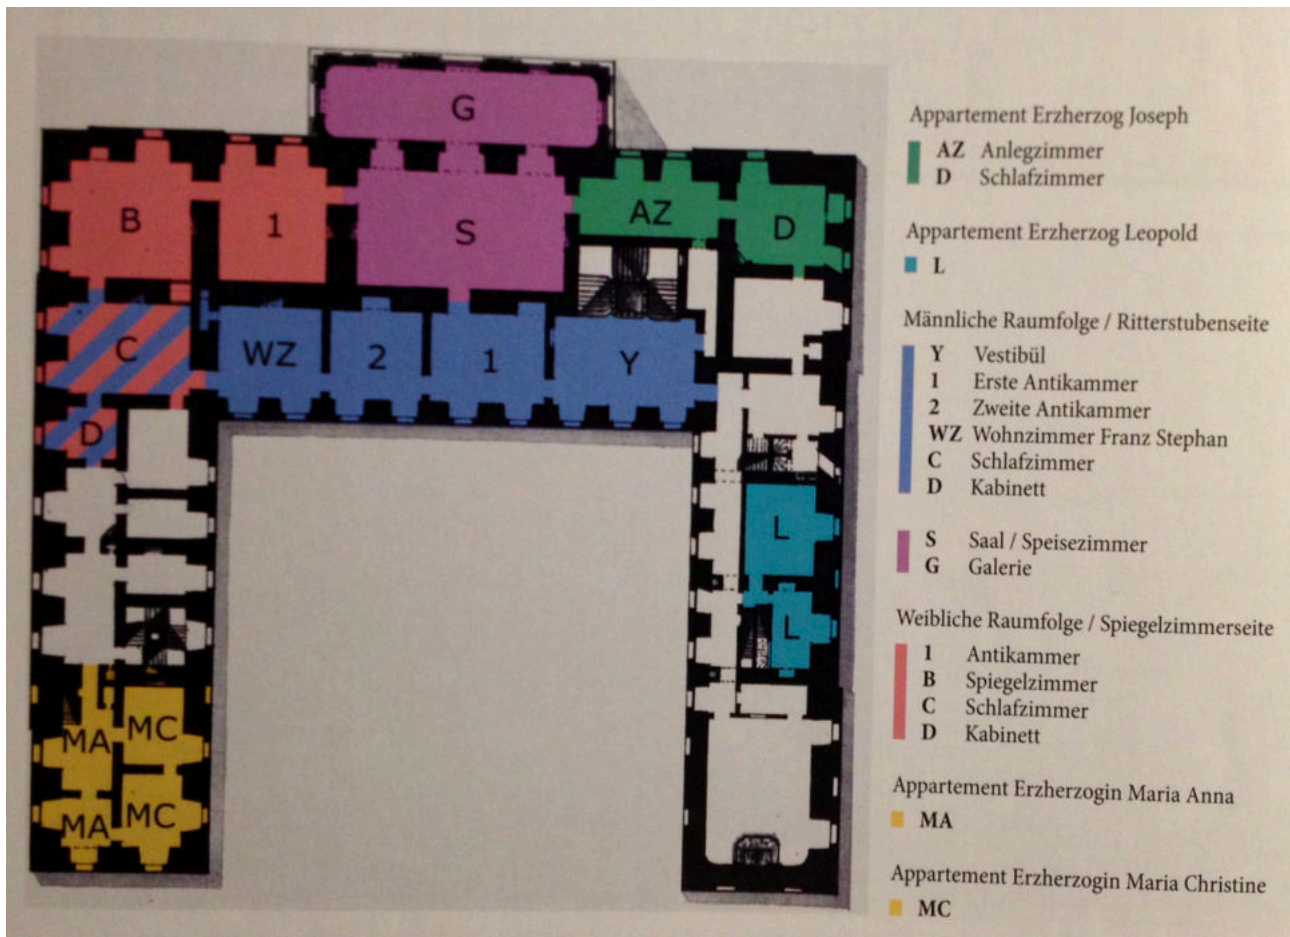 G
B
1
S
AZ
D
C
WZ
2
1
Y
D
L
L
MA
MC
MA
MC
Appartement Erzherzog Joseph
AZ Anlegzimmer
D Schlafzimmer
Appartement Erzherzog Leopold
L
Männliche Raumfolge / Ritterstubenseite
Y Vestibül
1 Erste Antikammer
2 Zweite Antikammer
WZ Wohnzimmer Franz Stephan
C Schlafzimmer
D Kabinett
S Saal / Speisezimmer
G Galerie
Weibliche Raumfolge / Spiegelzimmerseite
1 Antikammer
B Spiegelzimmer
C Schlafzimmer
D Kabinett
Appartement Erzherzogin Maria Anna
MA
Appartement Erzherzogin Maria Christine
MC